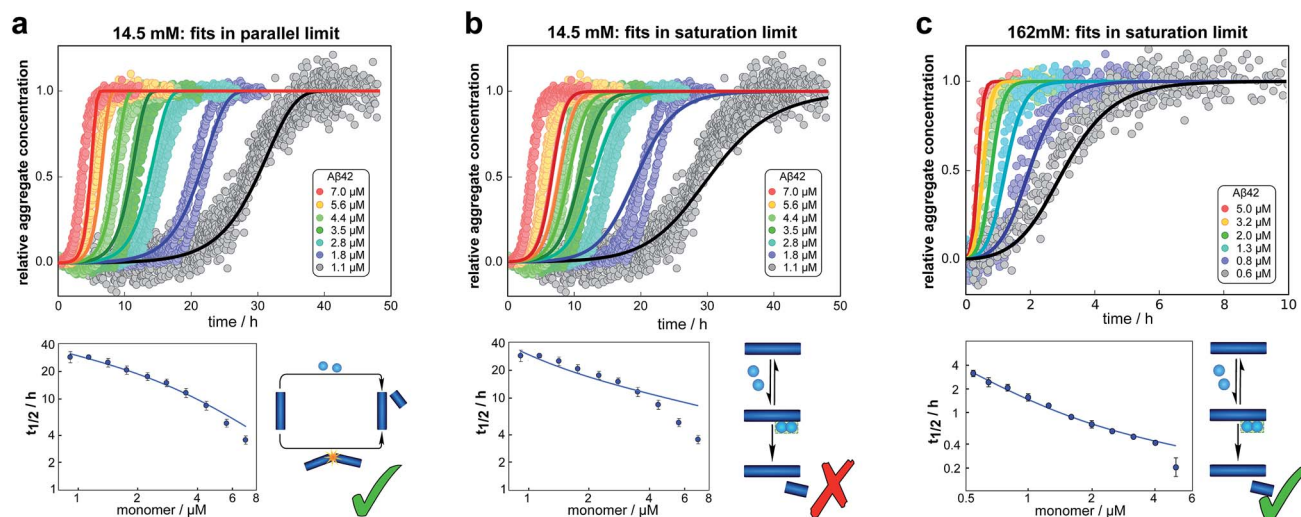 a
14.5 mM: fits in parallel limit
relative aggregate concentration
1.0
0.0
Aβ42
7.0 μM
5.6 μM
4.4 μM
3.5 μM
2.8 μM
1.8 μM
1.1 μM
0 10 20 30 40 50
time / h
t1/2 / h
40
20
10
4
2
1
1 2 4 6 8
monomer / μM
b
14.5 mM: fits in saturation limit
relative aggregate concentration
1.0
0.0
Aβ42
7.0 μM
5.6 μM
4.4 μM
3.5 μM
2.8 μM
1.8 μM
1.1 μM
0 10 20 30 40 50
time / h
t1/2 / h
40
20
10
4
2
1
1 2 4 6 8
monomer / μM
c
162mM: fits in saturation limit
relative aggregate concentration
1.0
0.0
Aβ42
5.0 μM
3.2 μM
2.0 μM
1.3 μM
0.8 μM
0.6 μM
0 2 4 6 8 10
time / h
t1/2 / h
4
2
1
0.4
0.2
0.5 1 2 4 6
monomer / μM